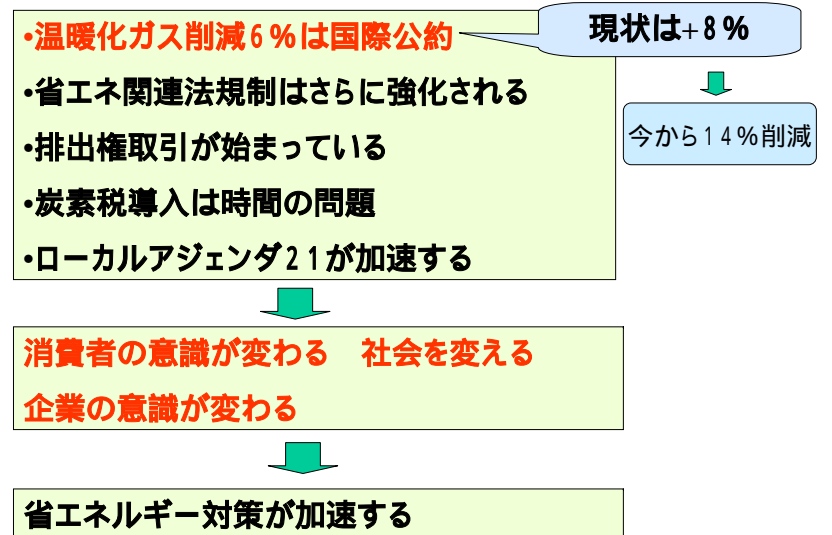 •温暖化ガス削減6%は国際公約
現状は+8%
•省エネ関連法規制はさらに強化される
今から14%削減
•排出権取引が始まっている
•炭素税導入は時間の問題
•ローカルアジェンダ21が加速する
消費者の意識が変わる　社会を変える
企業の意識が変わる
省エネルギー対策が加速する